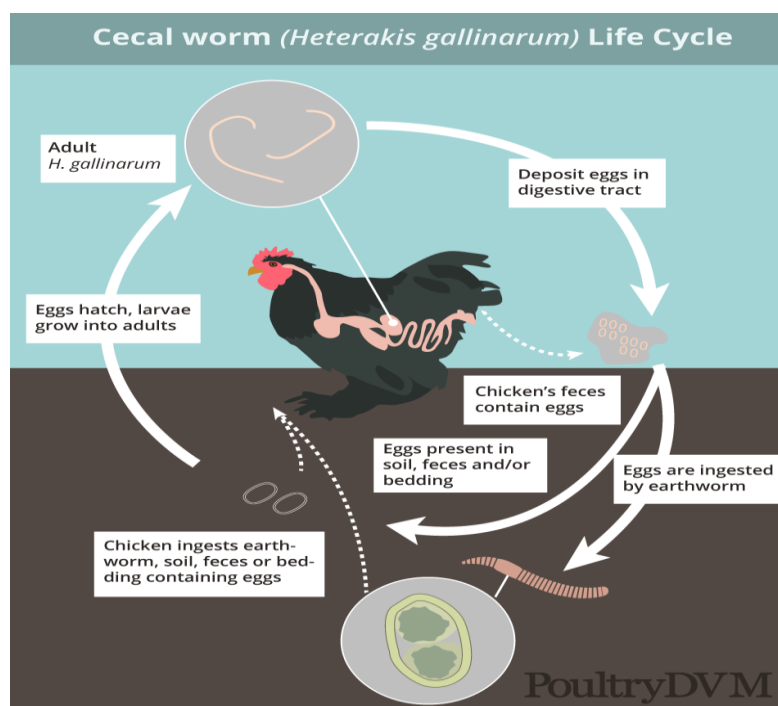 Cecal worm (Heterakis gallinarum) Life Cycle
Adult
H. gallinarum
Deposit eggs in
digestive tract
Eggs hatch, larvae
grow into adults
Chicken's feces
contain eggs
Eggs present in
soil, feces and/or
bedding
Eggs are ingested
by earthworm
Chicken ingests earth-
worm, soil, feces or bed-
ding containing eggs
PoultryDVM